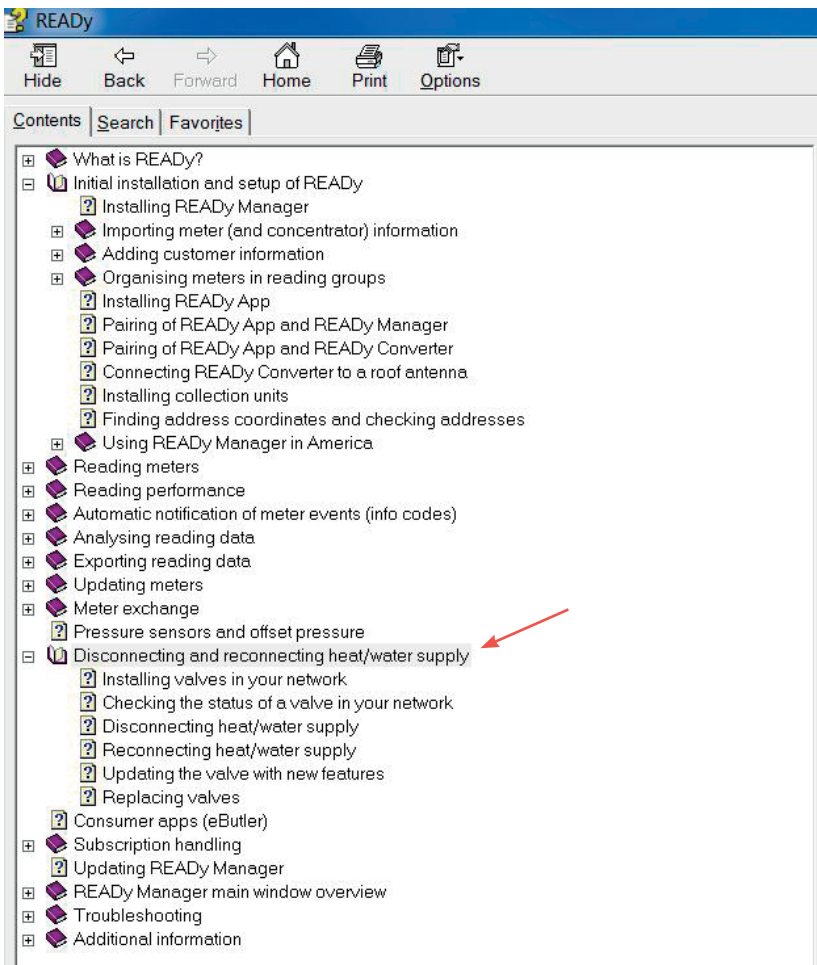 READy
Hide Back Forward Home Print Options
Contents Search Favorites
What is READy?
Initial installation and setup of READy
Installing READy Manager
Importing meter (and concentrator) information
Adding customer information
Organising meters in reading groups
Installing READy App
Pairing of READy App and READy Manager
Pairing of READy App and READy Converter
Connecting READy Converter to a roof antenna
Installing collection units
Finding address coordinates and checking addresses
Using READy Manager in America
Reading meters
Reading performance
Automatic notification of meter events (info codes)
Analysing reading data
Exporting reading data
Updating meters
Meter exchange
Pressure sensors and offset pressure
Disconnecting and reconnecting heat/water supply
Installing valves in your network
Checking the status of a valve in your network
Disconnecting heat/water supply
Reconnecting heat/water supply
Updating the valve with new features
Replacing valves
Consumer apps (eButler)
Subscription handling
Updating READy Manager
READy Manager main window overview
Troubleshooting
Additional information